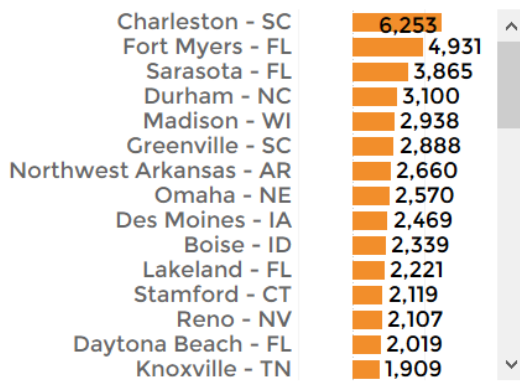 Charleston - SC 6,253
Fort Myers - FL 4,931
Sarasota - FL 3,865
Durham - NC 3,100
Madison - WI 2,938
Greenville - SC 2,888
Northwest Arkansas - AR 2,660
Omaha - NE 2,570
Des Moines - IA 2,469
Boise - ID 2,339
Lakeland - FL 2,221
Stamford - CT 2,119
Reno - NV 2,107
Daytona Beach - FL 2,019
Knoxville - TN 1,909